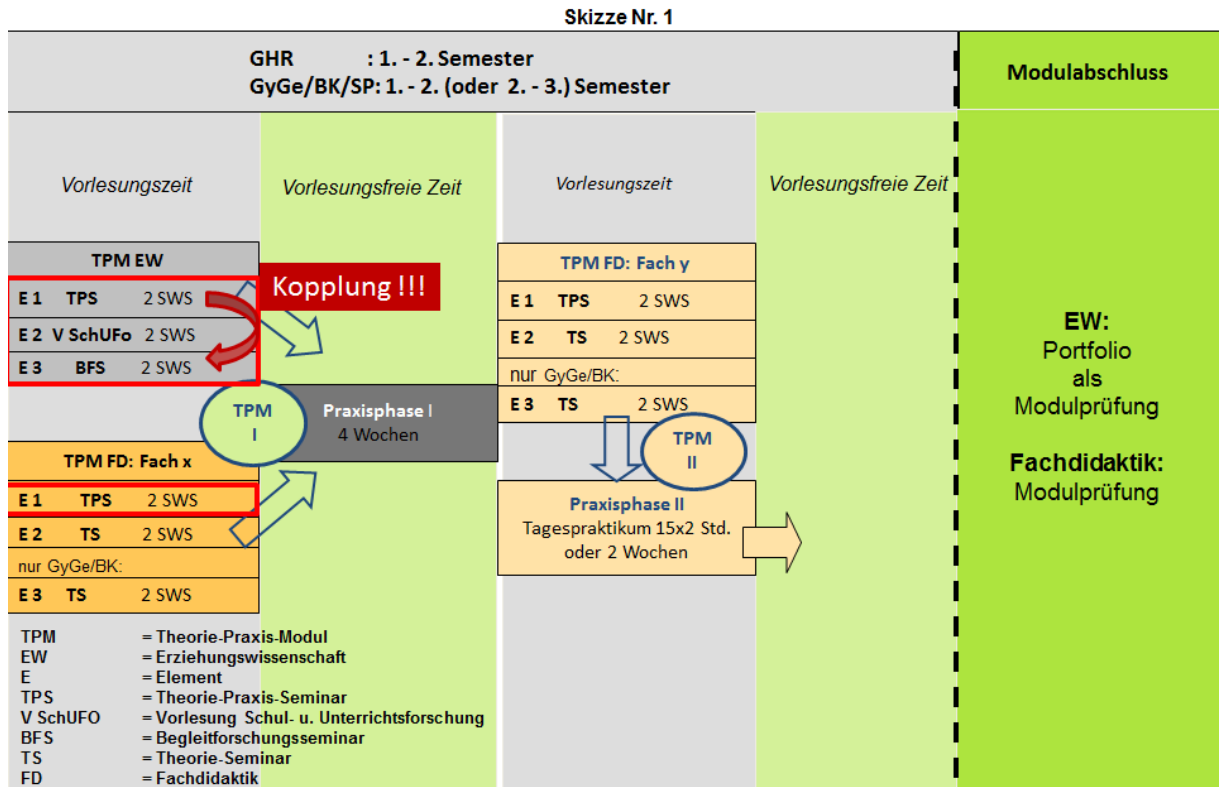 Skizze Nr. 1
GHR : 1. - 2. Semester
GyGe/BK/SP: 1. - 2. (oder 2. - 3.) Semester
Modulabschluss
Vorlesungszeit
Vorlesungsfreie Zeit
Vorlesungszeit
Vorlesungsfreie Zeit
TPM EW
E 1 TPS 2 SWS
E 2 V SchUFo 2 SWS
E 3 BFS 2 SWS
Kopplung !!!
TPM
I
Praxisphase I
4 Wochen
TPM FD: Fach x
E 1 TPS 2 SWS
E 2 TS 2 SWS
nur GyGe/BK:
E 3 TS 2 SWS
TPM FD: Fach y
E 1 TPS 2 SWS
E 2 TS 2 SWS
nur GyGe/BK:
E 3 TS 2 SWS
TPM
II
Praxisphase II
Tagespraktikum 15x2 Std.
oder 2 Wochen
EW:
Portfolio
als
Modulprüfung
Fachdidaktik:
Modulprüfung
TPM = Theorie-Praxis-Modul
EW = Erziehungswissenschaft
E = Element
TPS = Theorie-Praxis-Seminar
V SchUFO = Vorlesung Schul- u. Unterrichtsforschung
BFS = Begleitforschungsseminar
TS = Theorie-Seminar
FD = Fachdidaktik